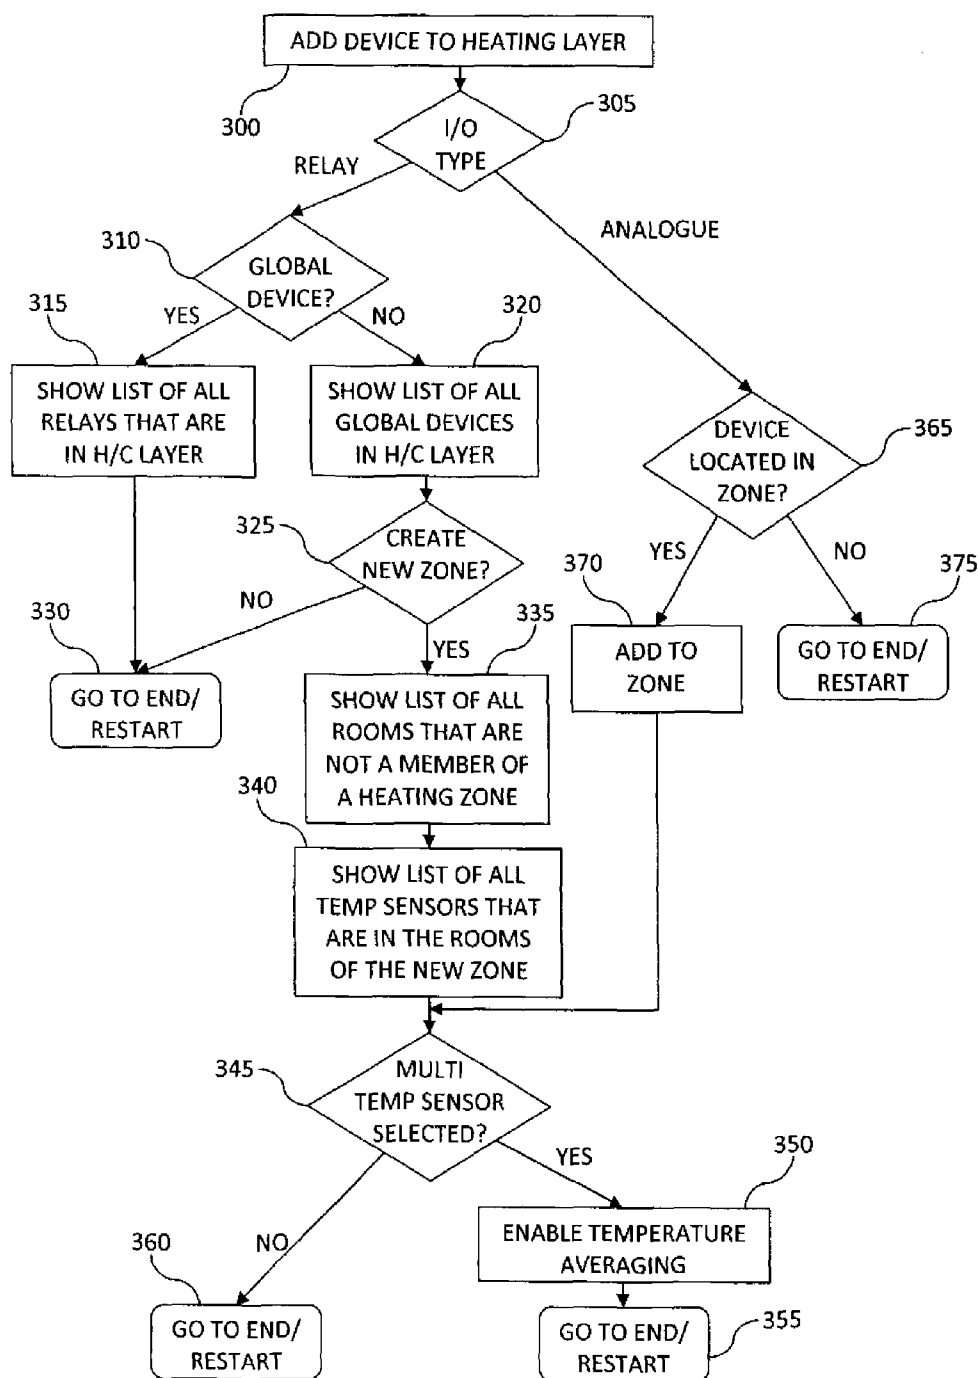 ADD DEVICE TO HEATING LAYER
300
305
I/O
TYPE
RELAY
ANALOGUE
310
GLOBAL
DEVICE?
315
YES
NO
320
SHOW LIST OF ALL
RELAYS THAT ARE
IN H/C LAYER
SHOW LIST OF ALL
GLOBAL DEVICES
IN H/C LAYER
DEVICE
LOCATED IN
ZONE?
365
325
CREATE
NEW ZONE?
YES
NO
370
375
NO
330
335
YES
GO TO END/
RESTART
ADD TO
ZONE
GO TO END/
RESTART
SHOW LIST OF ALL
ROOMS THAT ARE
NOT A MEMBER OF
A HEATING ZONE
340
SHOW LIST OF ALL
TEMP SENSORS THAT
ARE IN THE ROOMS
OF THE NEW ZONE
345
MULTI
TEMP SENSOR
SELECTED?
YES
350
NO
ENABLE TEMPERATURE
AVERAGING
360
GO TO END/
RESTART
GO TO END/
RESTART
355